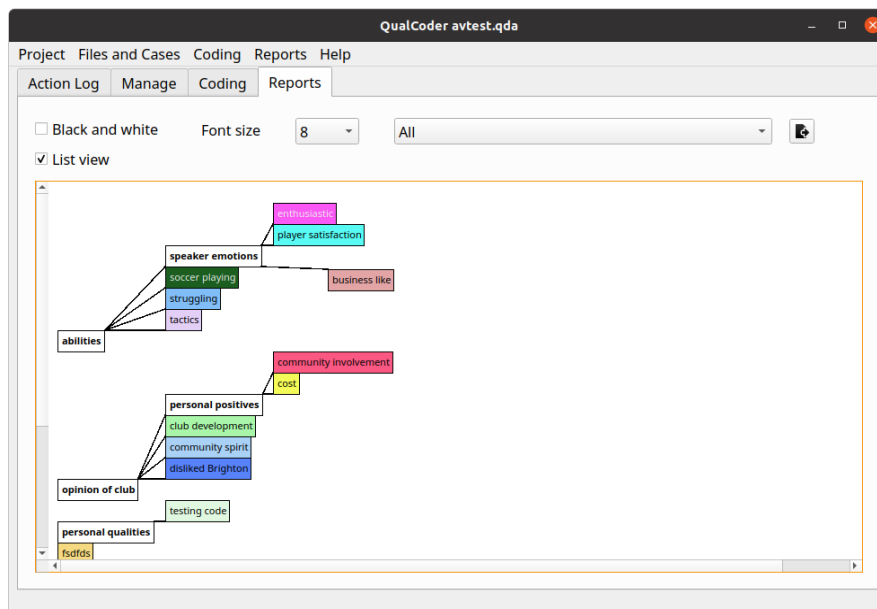 QualCoder avtest.qda
Project Files and Cases Coding Reports Help
Action Log Manage Coding Reports
Black and white Font size 8 All
List view
enthusiastic
player satisfaction
speaker emotions
soccer playing
business like
struggling
tactics
abilities
community involvement
cost
personal positives
club development
community spirit
disliked Brighton
opinion of club
testing code
personal qualities
fsdfds